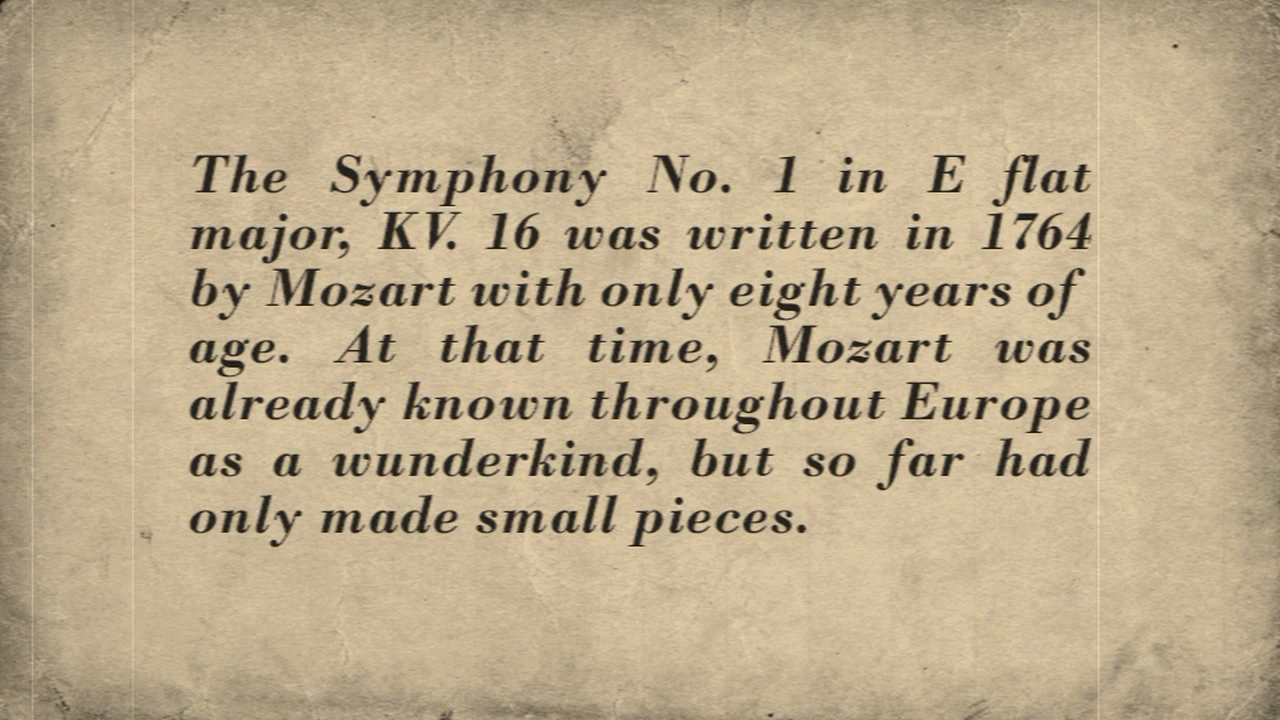 The Symphony No. 1 in E flat
major, KV. 16 was written in 1764
by Mozart with only eight years of
age. At that time, Mozart was
already known throughout Europe
as a wunderkind, but so far had
only made small pieces.